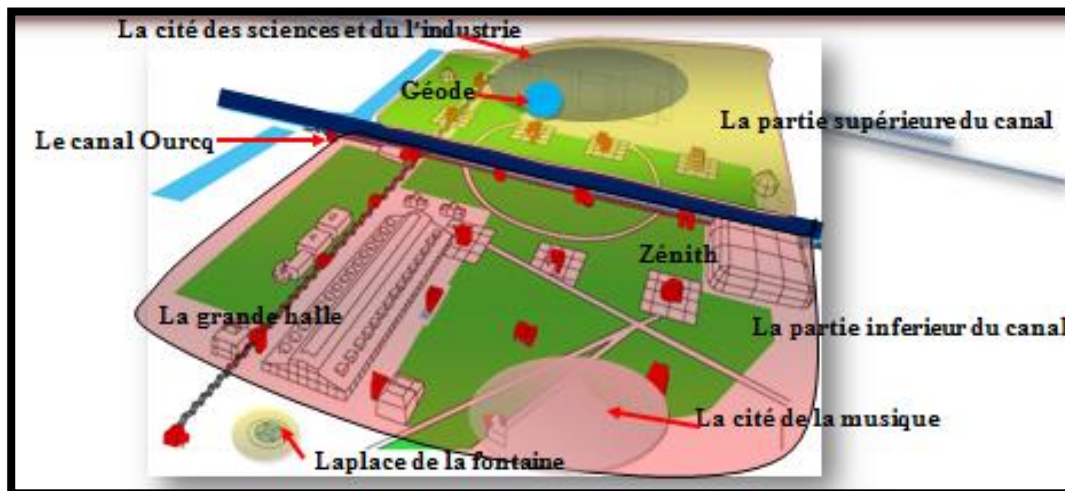 La cité des sciences et du l'industrie
Géode
La partie supérieure du canal
Le canal Ourcq
Zénith
La grande halle
La partie inferieur du canal
La cité de la musique
Laplace de la fontaine